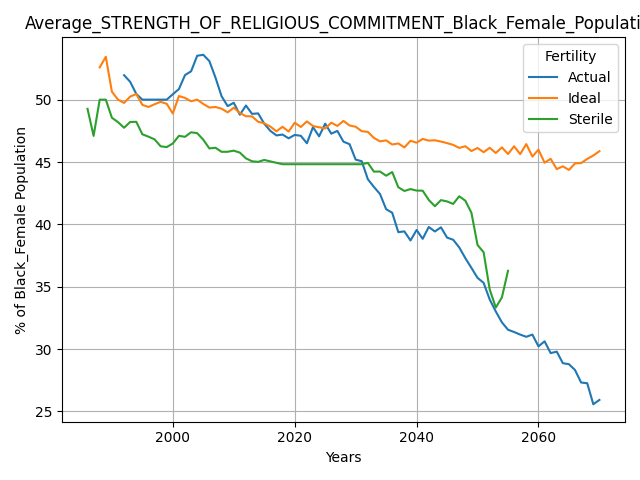 Average_STRENGTH_OF_RELIGIOUS_COMMITMENT_Black_Female_Populati
Fertility
Actual
Ideal
Sterile
% of Black_Female Population
50
45
40
35
30
25
2000
2020
2040
2060
Years